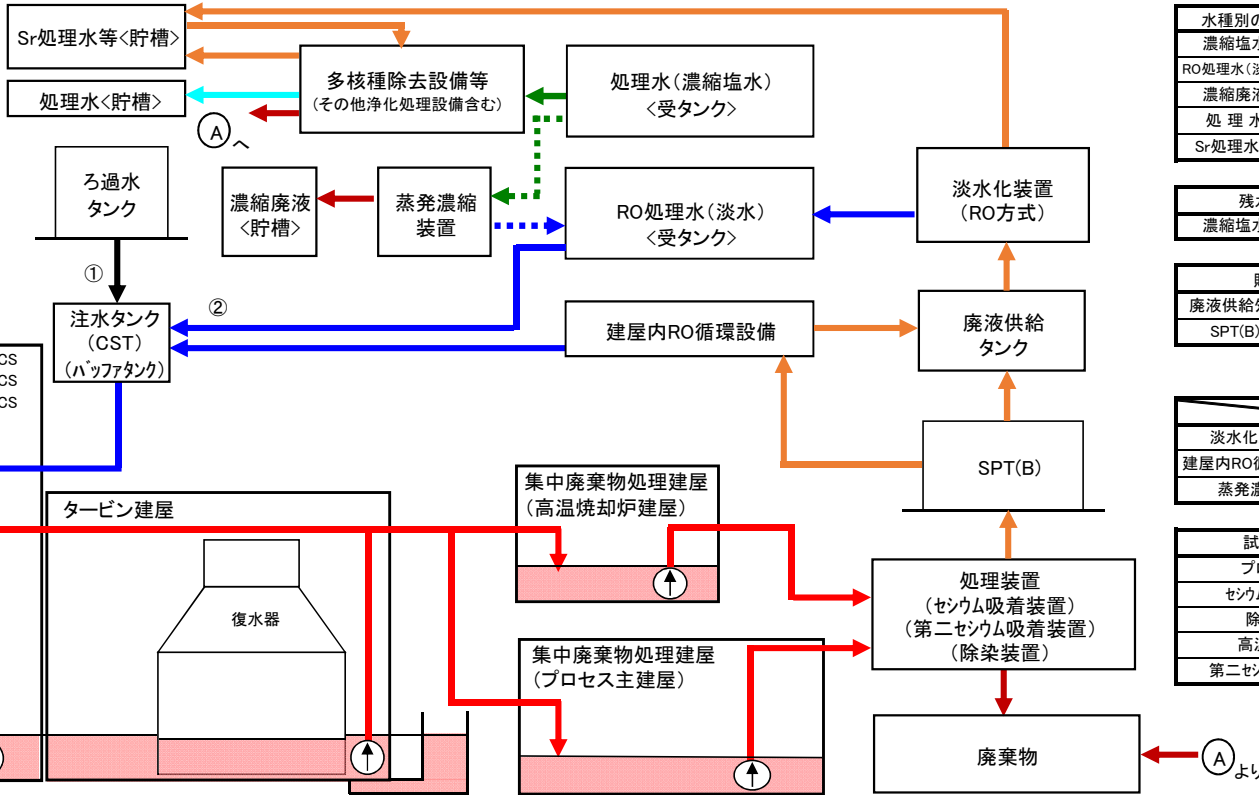 Sr処理水等<貯槽>
処理水<貯槽>
多核種除去設備等
(その他浄化処理設備含む)
処理水(濃縮塩水)
<受タンク>
Ⓐへ
ろ過水
タンク
濃縮廃液
<貯槽>
蒸発濃縮
装置
RO処理水(淡水)
<受タンク>
淡水化装置
(RO方式)
①
②
注水タンク
(CST)
(バッファタンク)
建屋内RO循環設備
廃液供給
タンク
CS
CS
CS
SPT(B)
タービン建屋
復水器
集中廃棄物処理建屋
(高温焼却炉建屋)
集中廃棄物処理建屋
(プロセス主建屋)
処理装置
(セシウム吸着装置)
(第二セシウム吸着装置)
(除染装置)
廃棄物
Ⓐよ
水種別の
濃縮塩水
RO処理水(
濃縮廃
処 理 水
Sr処理水
残
濃縮塩水
廃液供給
SPT(B)
淡水化
建屋内RO
蒸発
試
プ
セシウ
除
高
第二セシ